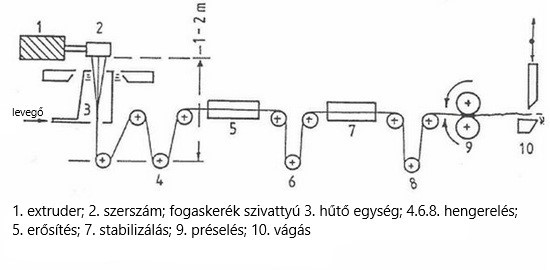 1
2
1 - 2 m
levegő
3
4
5
6
7
8
9
10
1. extruder; 2. szerszám; fogaskerék szivattyú 3. hűtő egység; 4.6.8. hengerelés;
5. erősítés; 7. stabilizálás; 9. préselés; 10. vágás